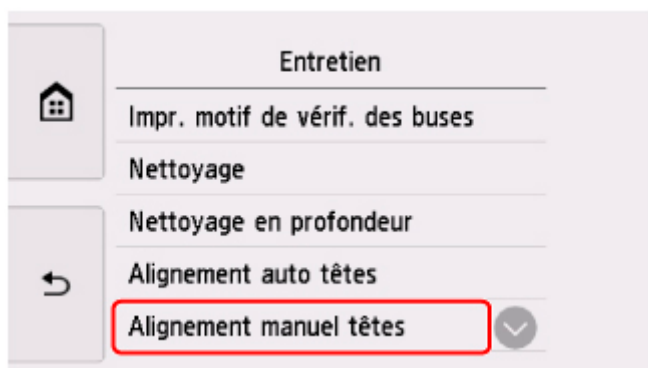 Entretien
Impr. motif de vérif. des buses
Nettoyage
Nettoyage en profondeur
Alignement auto têtes
Alignement manuel têtes